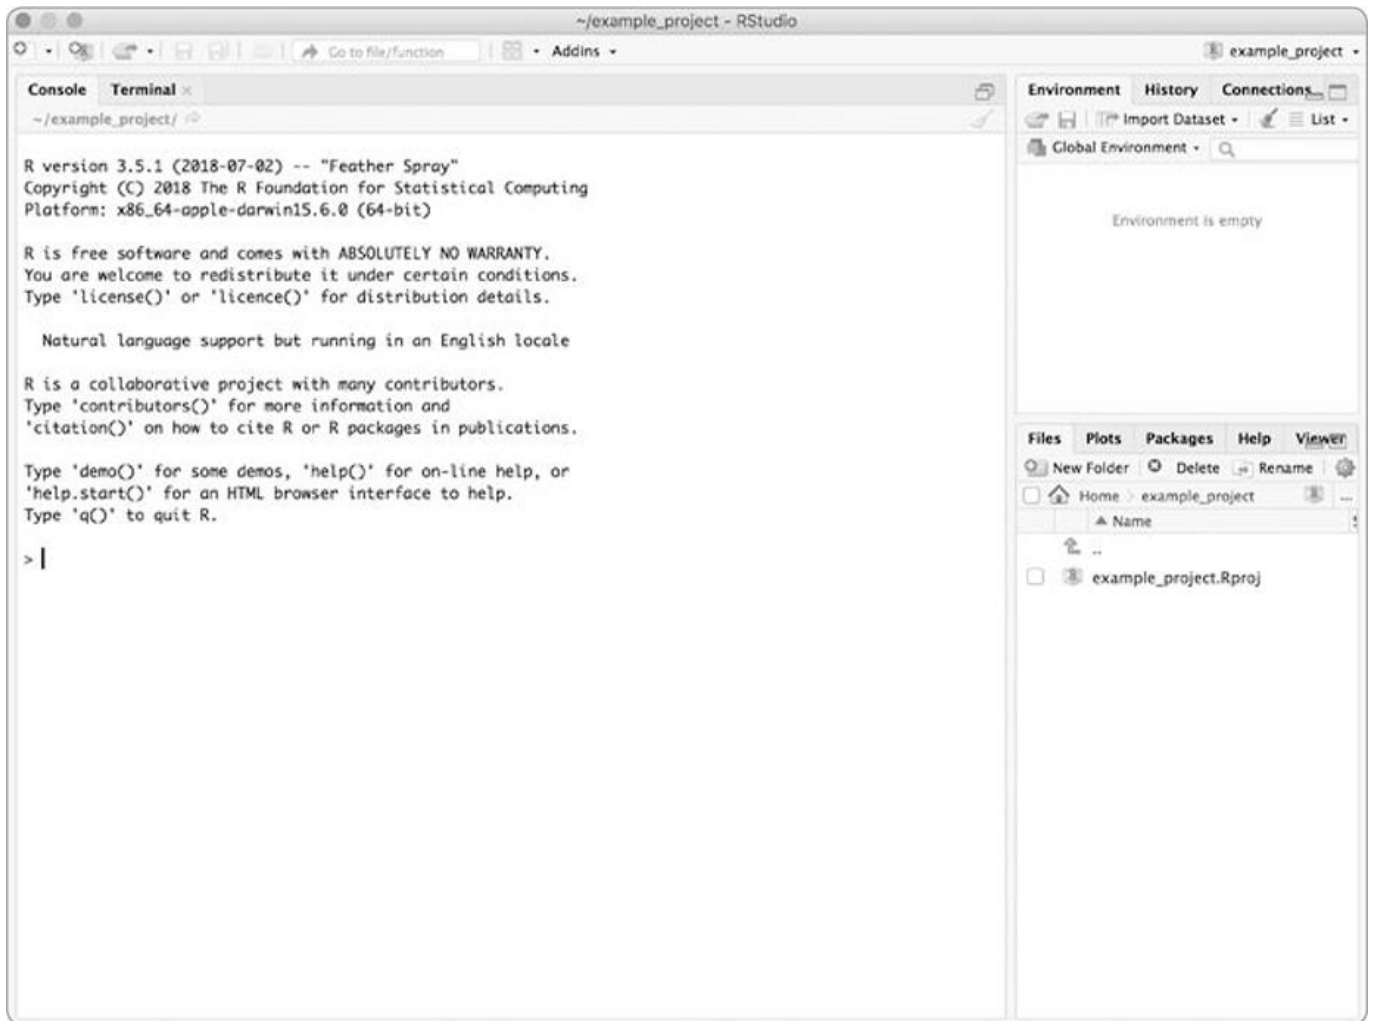 ~/example_project - RStudio
Go to file/function
Addins
example_project
Console Terminal
~/example_project/
R version 3.5.1 (2018-07-02) -- "Feather Spray"
Copyright (C) 2018 The R Foundation for Statistical Computing
Platform: x86_64-apple-darwin15.6.0 (64-bit)
R is free software and comes with ABSOLUTELY NO WARRANTY.
You are welcome to redistribute it under certain conditions.
Type 'license()' or 'licence()' for distribution details.
Natural language support but running in an English locale
R is a collaborative project with many contributors.
Type 'contributors()' for more information and
'citation()' on how to cite R or R packages in publications.
Type 'demo()' for some demos, 'help()' for on-line help, or
'help.start()' for an HTML browser interface to help.
Type 'q()' to quit R.
>
Environment History Connections
Import Dataset List
Global Environment
Environment is empty
Files Plots Packages Help Viewer
New Folder Delete Rename
Home example_project ...
Name
..
example_project.Rproj